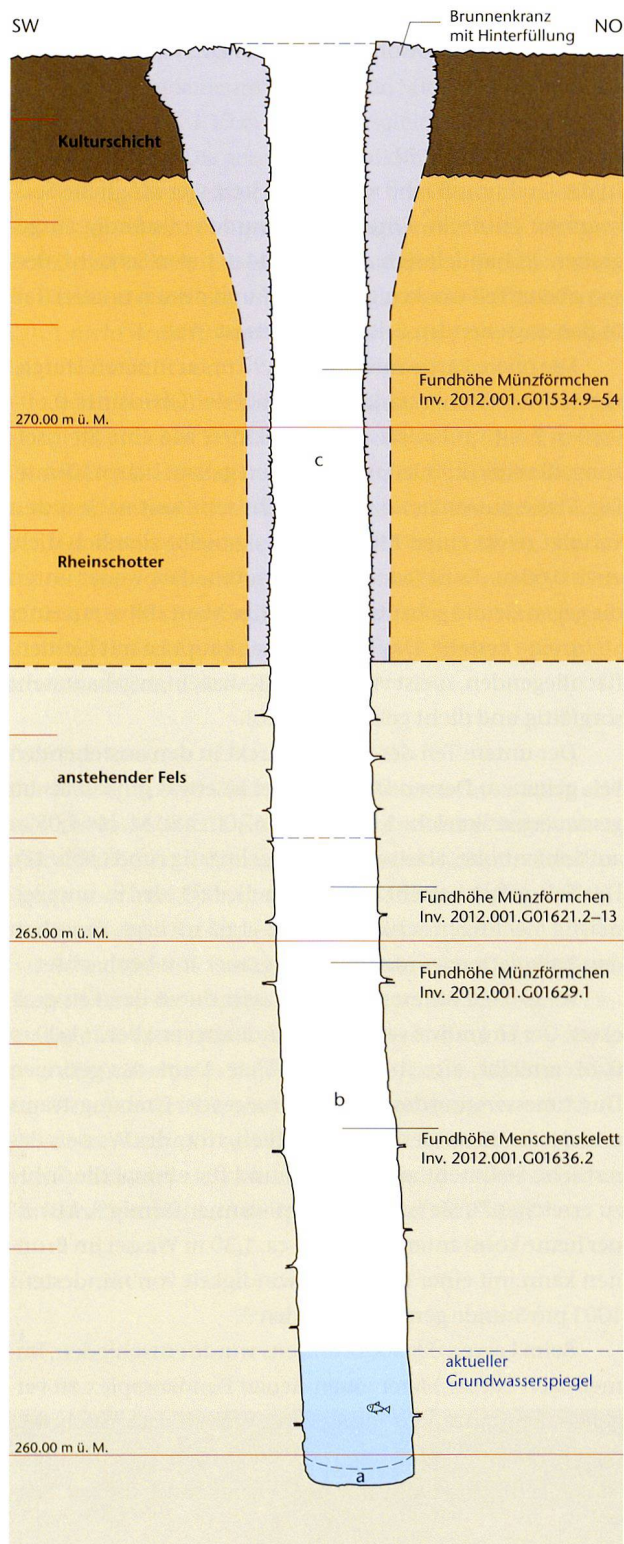 SW
Brunnenkranz
mit Hinterfüllung
NO
Kulturschicht
Fundhöhe Münzförmchen
Inv. 2012.001.G01534.9–54
270.00 m ü. M.
c
Rheinschotter
anstehender Fels
Fundhöhe Münzförmchen
Inv. 2012.001.G01621.2–13
265.00 m ü. M.
Fundhöhe Münzförmchen
Inv. 2012.001.G01629.1
b
Fundhöhe Menschenskelett
Inv. 2012.001.G01636.2
aktueller
Grundwasserspiegel
260.00 m ü. M.
a